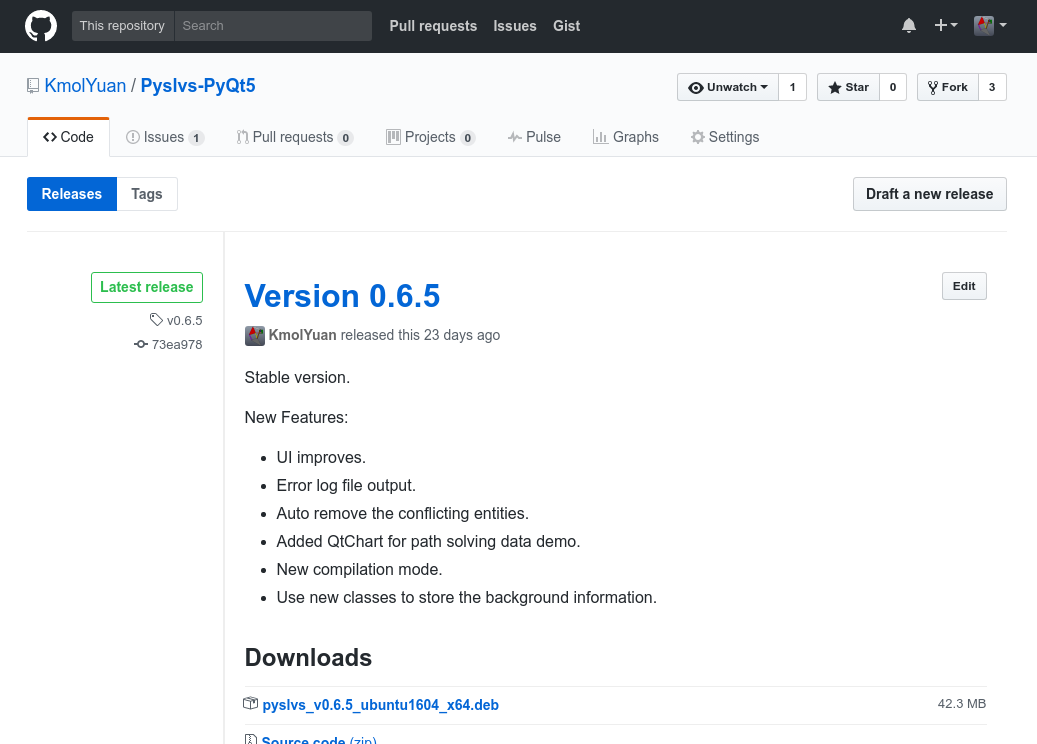 This repository Search Pull requests Issues Gist
KmolYuan / Pyslvs-PyQt5 Unwatch 1 Star 0 Fork 3
Code Issues 1 Pull requests 0 Projects 0 Pulse Graphs Settings
Releases Tags Draft a new release
Latest release
v0.6.5
73ea978
Version 0.6.5 Edit
KmolYuan released this 23 days ago
Stable version.
New Features:
UI improves.
Error log file output.
Auto remove the conflicting entities.
Added QtChart for path solving data demo.
New compilation mode.
Use new classes to store the background information.
Downloads
pyslvs_v0.6.5_ubuntu1604_x64.deb 42.3 MB
Source code (zip)